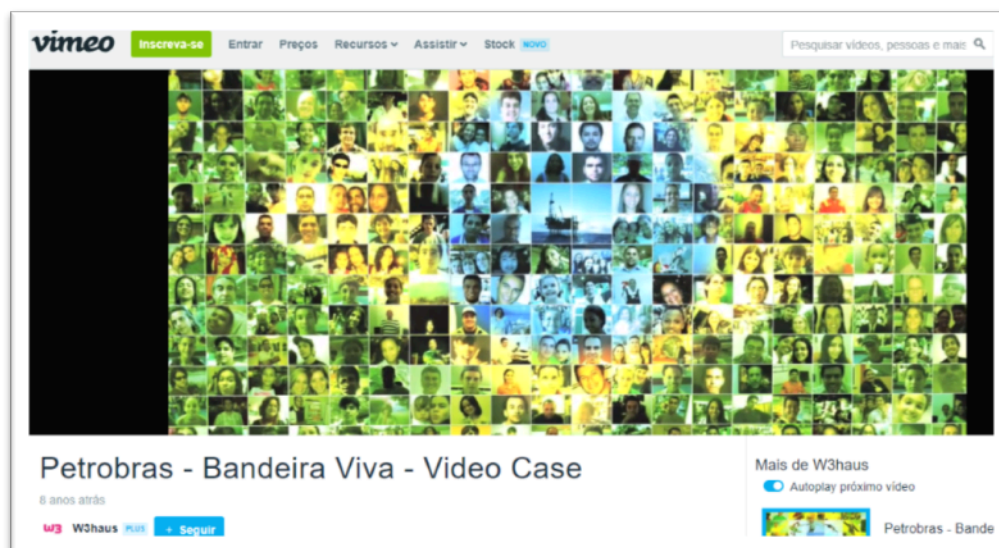 vimeo Inscreva-se Entrar Preços Recursos Assistir Stock NOVO Pesquisar vídeos, pessoas e mais
Petrobras - Bandeira Viva - Video Case
8 anos atrás
W3 W3haus PLUS + Seguir
Mais de W3haus
Autoplay próximo vídeo
Petrobras - Bande